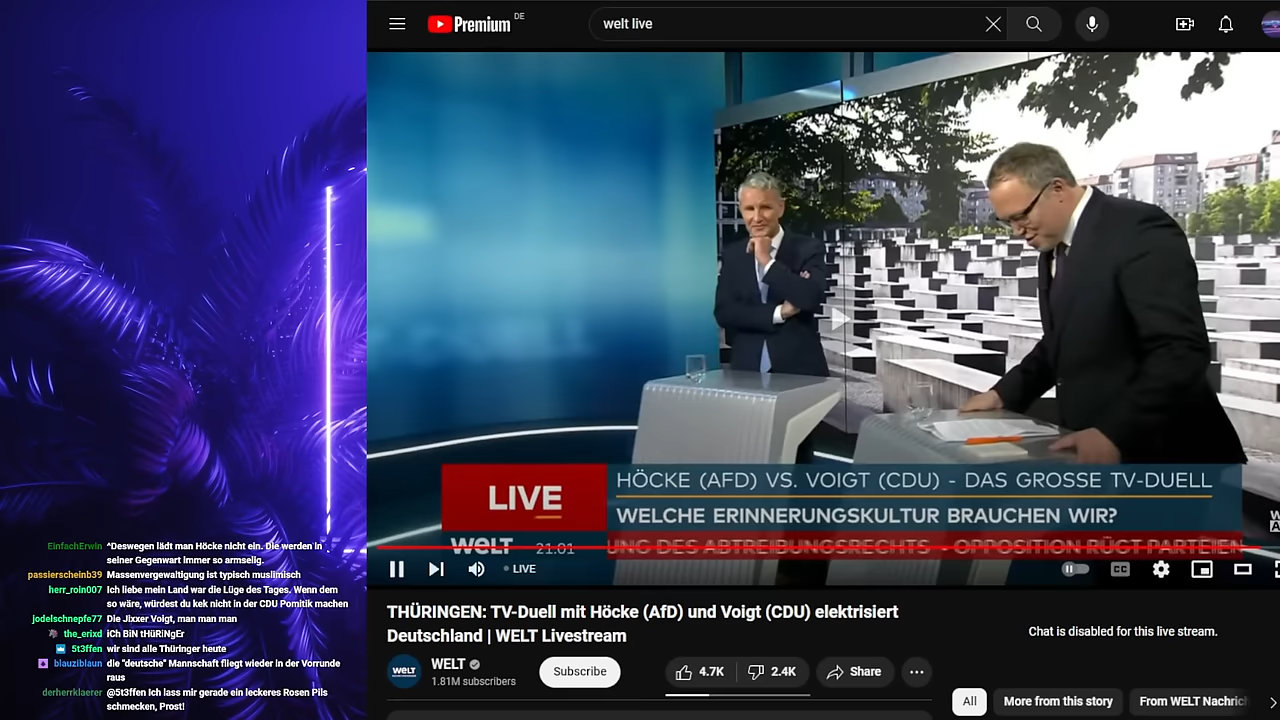 Premium DE
welt live
HÖCKE (AFD) VS. VOIGT (CDU) - DAS GROSSE TV-DUELL
LIVE
WELCHE ERINNERUNGSKULTUR BRAUCHEN WIR?
welt 21:01 UNG DES ABTREIBUNGSRECHTS - OPPOSITION RÜGT PARTEIEN
LIVE
CC
THÜRINGEN: TV-Duell mit Höcke (AfD) und Voigt (CDU) elektrisiert
Deutschland | WELT Livestream
Chat is disabled for this live stream.
welt
WELT
1.81M subscribers
Subscribe
4.7K
2.4K
Share
All
More from this story
From WELT Nachric
EinfachErwin ^Deswegen lädt man Höcke nicht ein. Die werden in
seiner Gegenwart immer so armselig.
passierscheinb39 Massenvergewaltigung ist typisch muslimisch
herr_roin007 Ich liebe mein Land war die Lüge des Tages. Wenn dem
so wäre, würdest du kek nicht in der CDU Pomitik machen
jodelschnepfe77 Die Jixxer Voigt, man man man
the_erixd iCh BiN tHüRiNgEr
5t3ffen wir sind alle Thüringer heute
blauziblaun die "deutsche" Mannschaft fliegt wieder in der Vorrunde
raus
derherrklaerer @5t3ffen Ich lass mir gerade ein leckeres Rosen Pils
schmecken, Prost!